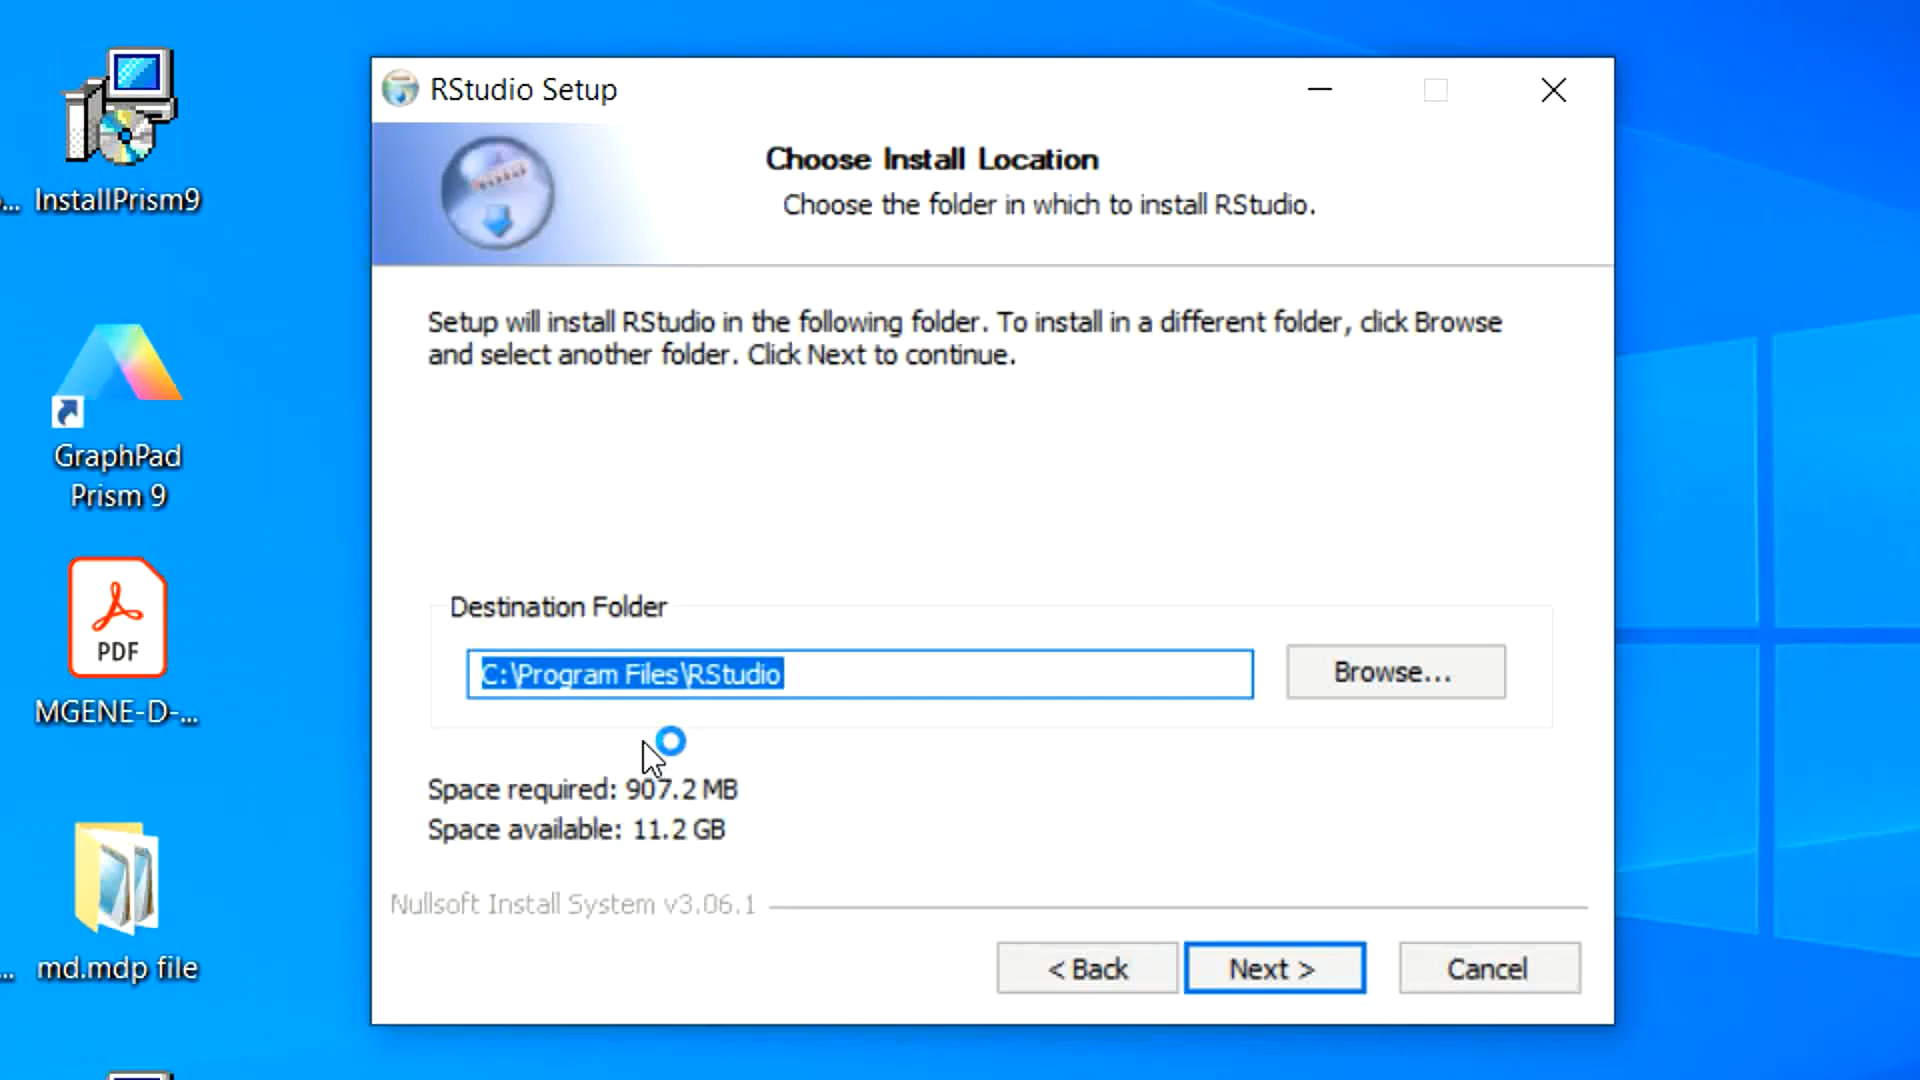 RStudio Setup
Choose Install Location
Choose the folder in which to install RStudio.
Setup will install RStudio in the following folder. To install in a different folder, click Browse
and select another folder. Click Next to continue.
Destination Folder
C:\Program Files\RStudio
Browse...
Space required: 907.2 MB
Space available: 11.2 GB
Nullsoft Install System v3.06.1
< Back
Next >
Cancel
... InstallPrism9
GraphPad
Prism 9
PDF
MGENE-D-...
... md.mdp file